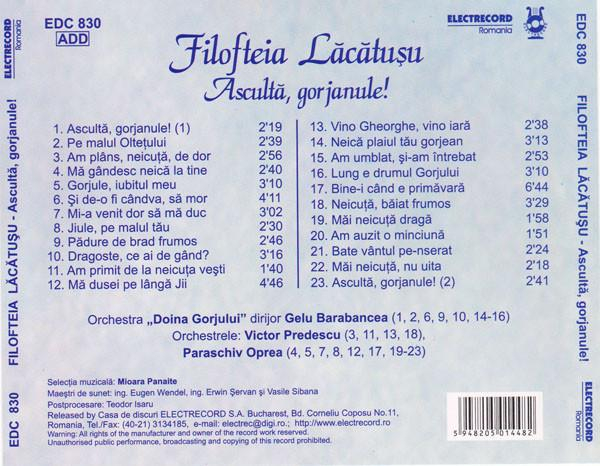 EDC 830
ADD
ELECTRECORD
Romania
Filofteia Lăcătuşu
Ascultă, gorjanule!
1. Ascultă, gorjanule! (1) 2'19
2. Pe malul Olteţului 2'39
3. Am plâns, neicuţă, de dor 2'56
4. Mă gândesc neică la tine 2'40
5. Gorjule, iubitul meu 3'10
6. Şi de-o fi cândva, să mor 4'11
7. Mi-a venit dor să mă duc 3'02
8. Jiule, pe malul tău 2'30
9. Pădure de brad frumos 2'46
10. Dragoste, ce ai de gând? 3'16
11. Am primit de la neicuţa veşti 1'40
12. Mă dusei pe lângă Jii 4'46
13. Vino Gheorghe, vino iară 2'38
14. Neică plaiul tău gorjean 3'13
15. Am umblat, şi-am întrebat 2'53
16. Lung e drumul Gorjului 3'10
17. Bine-i când e primăvară 6'44
18. Neicuţă, băiat frumos 3'29
19. Măi neicuţă dragă 1'58
20. Am auzit o minciună 1'51
21. Bate vântul pe-nserat 2'24
22. Măi neicuţă, nu uita 2'18
23. Ascultă, gorjanule! (2) 2'41
Orchestra „Doina Gorjului” dirijor Gelu Barabancea (1, 2, 6, 9, 10, 14-16)
Orchestrele: Victor Predescu (3, 11, 13, 18),
Paraschiv Oprea (4, 5, 7, 8, 12, 17, 19-23)
Selecţia muzicală: Mioara Panaite
Maeştri de sunet: ing. Eugen Wendel, ing. Erwin Şervan şi Vasile Sibana
Postprocesare: Teodor Isaru
Released by Casa de discuri ELECTRECORD S.A. Bucharest, Bd. Corneliu Coposu No.11,
Romania, Tel./Fax: (40-21) 3134185, e-mail: electrec@digi.ro.; http://www.electrecord.ro
Warning: All rights of the manufacturer and owner of the record work reserved.
Unauthorised public performance, broadcasting and copying of this record prohibited.
5 948205 014482
EDC 830 FILOFTEIA LĂCĂTUŞU - Ascultă, gorjanule! ELECTRECORD Romania
ELECTRECORD Romania EDC 830 FILOFTEIA LĂCĂTUŞU - Ascultă, gorjanule!